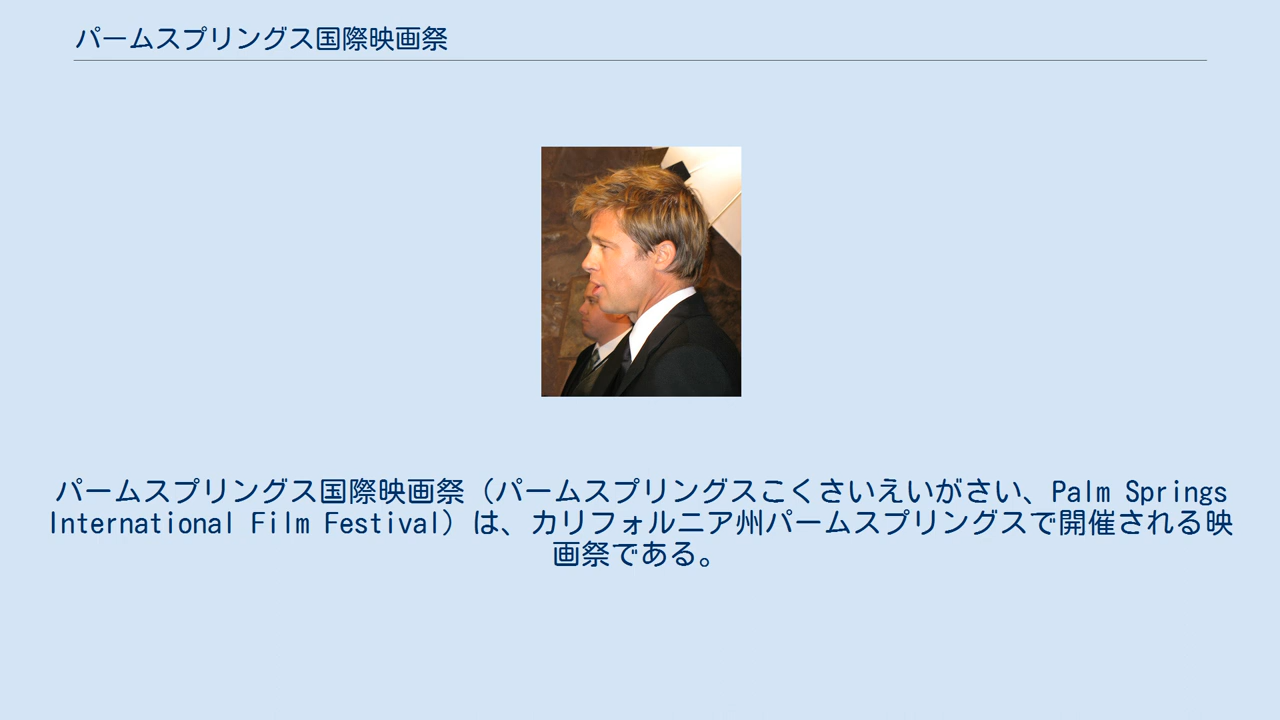 パームスプリングス国際映画祭
パームスプリングス国際映画祭（パームスプリングスこくさいえいがさい、Palm Springs
International Film Festival）は、カリフォルニア州パームスプリングスで開催される映
画祭である。